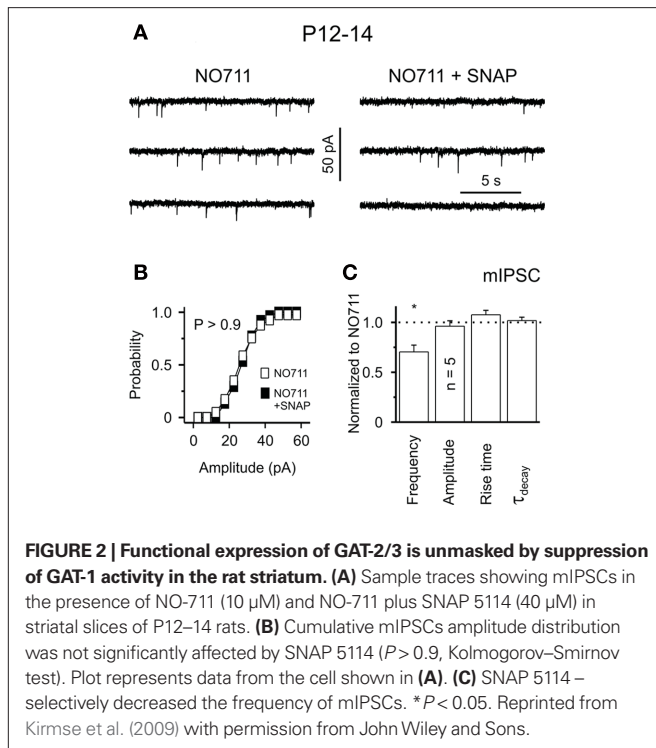 A
P12-14
NO711
NO711 + SNAP
50 pA
5 s
B
P > 0.9
1.0
0.5
0
Probability
NO711
NO711
+SNAP
0 20 40 60
Amplitude (pA)
C
mIPSC
Normalized to NO711
1.0
0.5
0
*
n = 5
Frequency
Amplitude
Rise time
τdecay
FIGURE 2 | Functional expression of GAT-2/3 is unmasked by suppression
of GAT-1 activity in the rat striatum. (A) Sample traces showing mIPSCs in
the presence of NO-711 (10 μM) and NO-711 plus SNAP 5114 (40 μM) in
striatal slices of P12–14 rats. (B) Cumulative mIPSCs amplitude distribution
was not significantly affected by SNAP 5114 (P > 0.9, Kolmogorov–Smirnov
test). Plot represents data from the cell shown in (A). (C) SNAP 5114 –
selectively decreased the frequency of mIPSCs. *P < 0.05. Reprinted from
Kirmse et al. (2009) with permission from John Wiley and Sons.